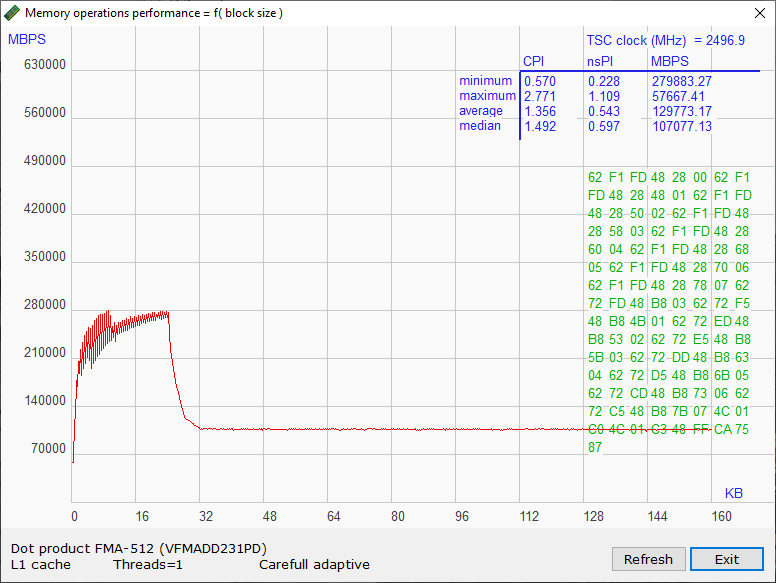 Memory operations performance = f( block size )
MBPS
TSC clock (MHz) = 2496.9
CPI nsPI MBPS
630000
minimum 0.570 0.228 279883.27
maximum 2.771 1.109 57667.41
average 1.356 0.543 129773.17
median 1.492 0.597 107077.13
560000
490000
420000
350000
280000
210000
140000
70000
62 F1 FD 48 28 00 62 F1
FD 48 28 48 01 62 F1 FD
48 28 50 02 62 F1 FD 48
28 58 03 62 F1 FD 48 28
60 04 62 F1 FD 48 28 68
05 62 F1 FD 48 28 70 06
62 F1 FD 48 28 78 07 62
72 FD 48 B8 03 62 72 F5
48 B8 4B 01 62 72 ED 48
B8 53 02 62 72 E5 48 B8
5B 03 62 72 DD 48 B8 63
04 62 72 D5 48 B8 6B 05
62 72 CD 48 B8 73 06 62
72 C5 48 B8 7B 07 4C 01
C0 4C 01 C3 48 FF CA 75
87
KB
0 16 32 48 64 80 96 112 128 144 160
Dot product FMA-512 (VFMADD231PD)
L1 cache Threads=1 Carefull adaptive
Refresh Exit